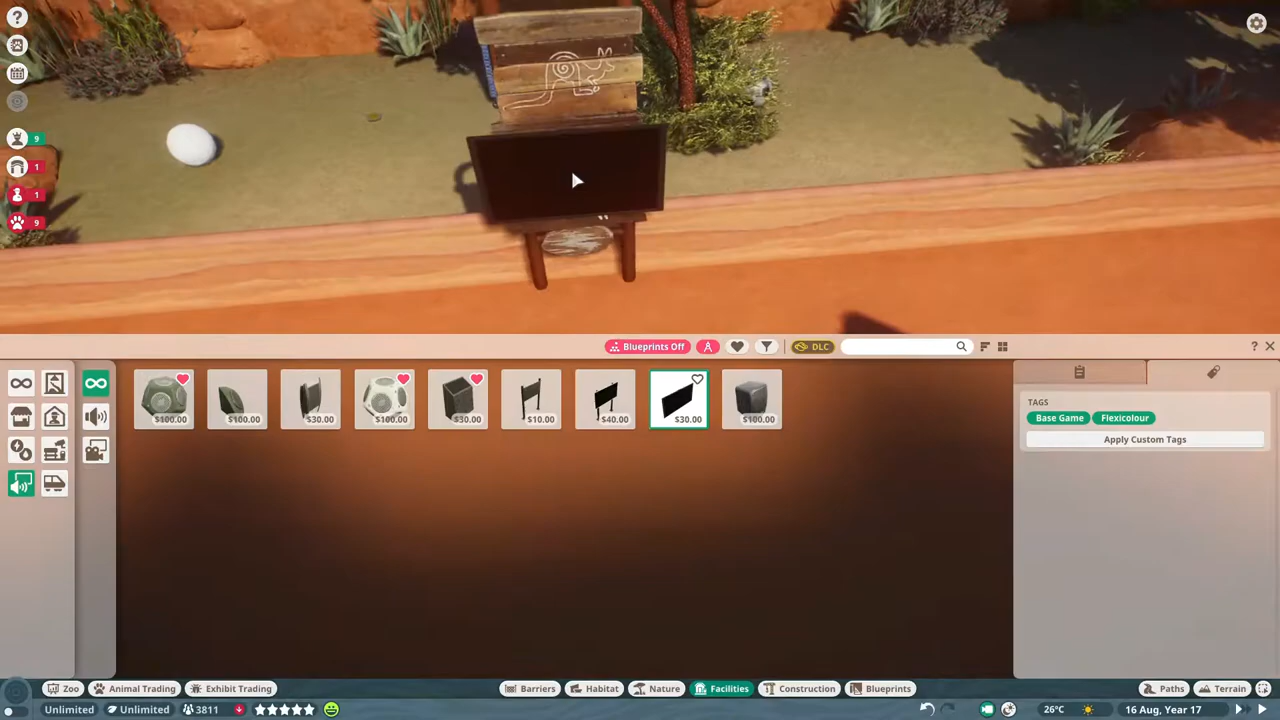 ?
9
1
1
9
Blueprints Off
DLC
?
$100.00
$100.00
$30.00
$100.00
$30.00
$10.00
$40.00
$30.00
$100.00
TAGS
Base Game
Flexicolour
Apply Custom Tags
Zoo
Animal Trading
Exhibit Trading
Barriers
Habitat
Nature
Facilities
Construction
Blueprints
Paths
Terrain
Unlimited
Unlimited
3811
26°C
16 Aug, Year 17